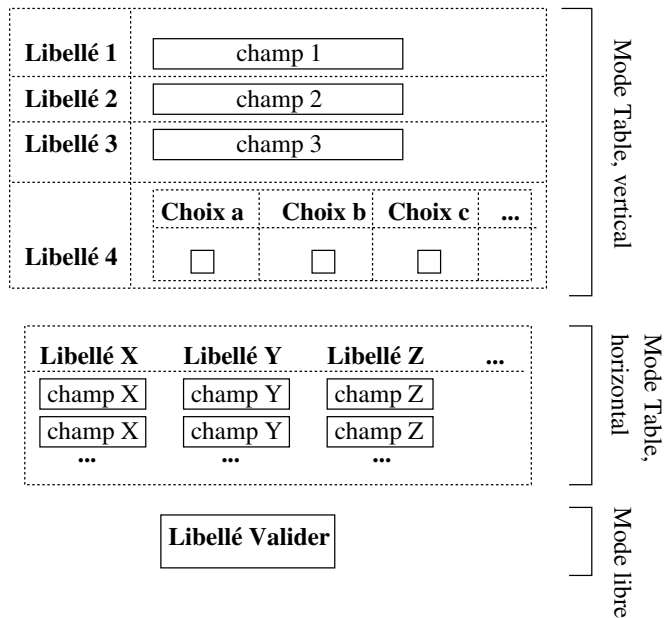 Libellé 1 champ 1
Libellé 2 champ 2
Libellé 3 champ 3
Choix a Choix b Choix c ...
Libellé 4
Mode Table, vertical
Libellé X Libellé Y Libellé Z ...
champ X champ Y champ Z
champ X champ Y champ Z
... ... ...
Mode Table,
horizontal
Libellé Valider
Mode libre